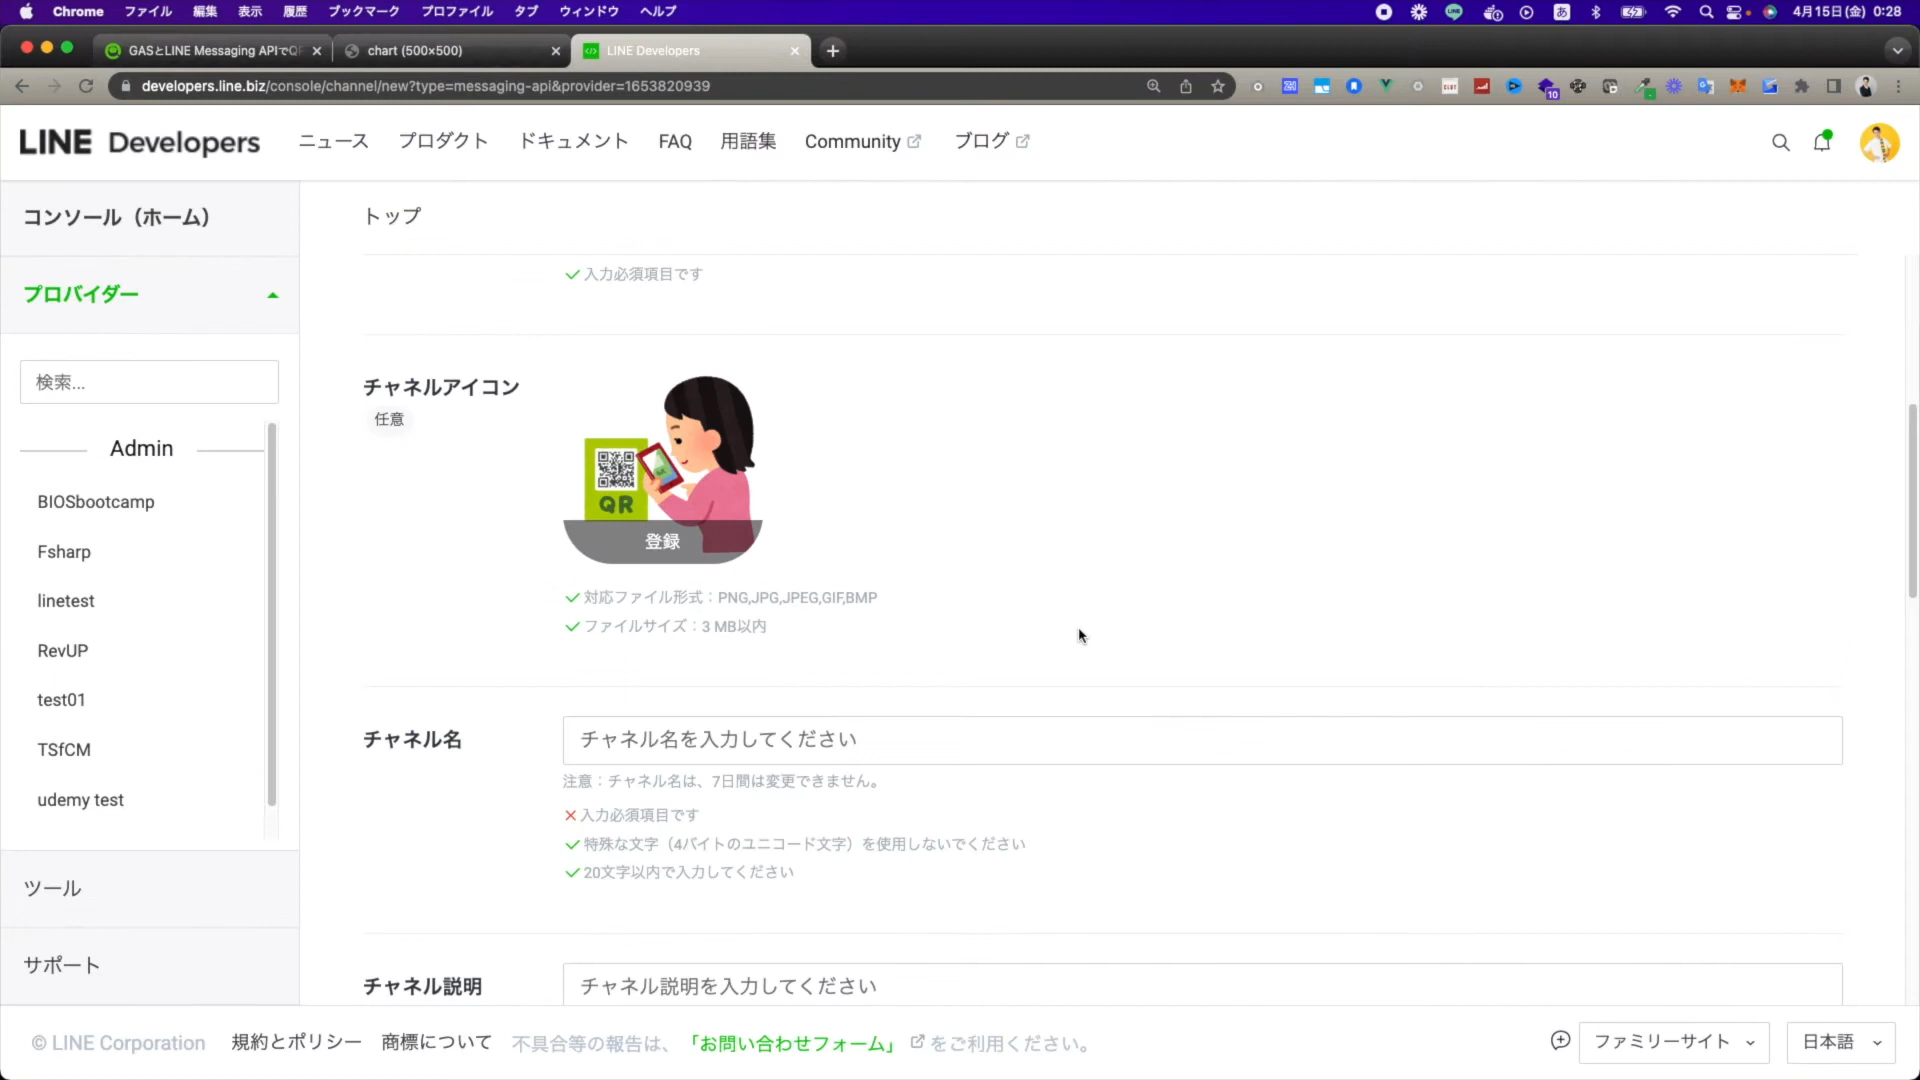 Chrome ファイル 編集 表示 履歴 ブックマーク プロファイル タブ ウィンドウ ヘルプ あ 4月15日(金) 0:28
GASとLINE Messaging APIでQF chart (500×500) LINE Developers
developers.line.biz/console/channel/new?type=messaging-api&provider=1653820939 10
LINE Developers ニュース プロダクト ドキュメント FAQ 用語集 Community ブログ
コンソール（ホーム）
プロバイダー
検索...
Admin
BIOSbootcamp
Fsharp
linetest
RevUP
test01
TSfCM
udemy test
ツール
サポート
トップ
入力必須項目です
チャネルアイコン
任意
QR
登録
対応ファイル形式：PNG,JPG,JPEG,GIF,BMP
ファイルサイズ：3 MB以内
チャネル名
チャネル名を入力してください
注意：チャネル名は、7日間は変更できません。
入力必須項目です
特殊な文字（4バイトのユニコード文字）を使用しないでください
20文字以内で入力してください
チャネル説明
チャネル説明を入力してください
© LINE Corporation 規約とポリシー 商標について 不具合等の報告は、「お問い合わせフォーム」 をご利用ください。 ファミリーサイト 日本語